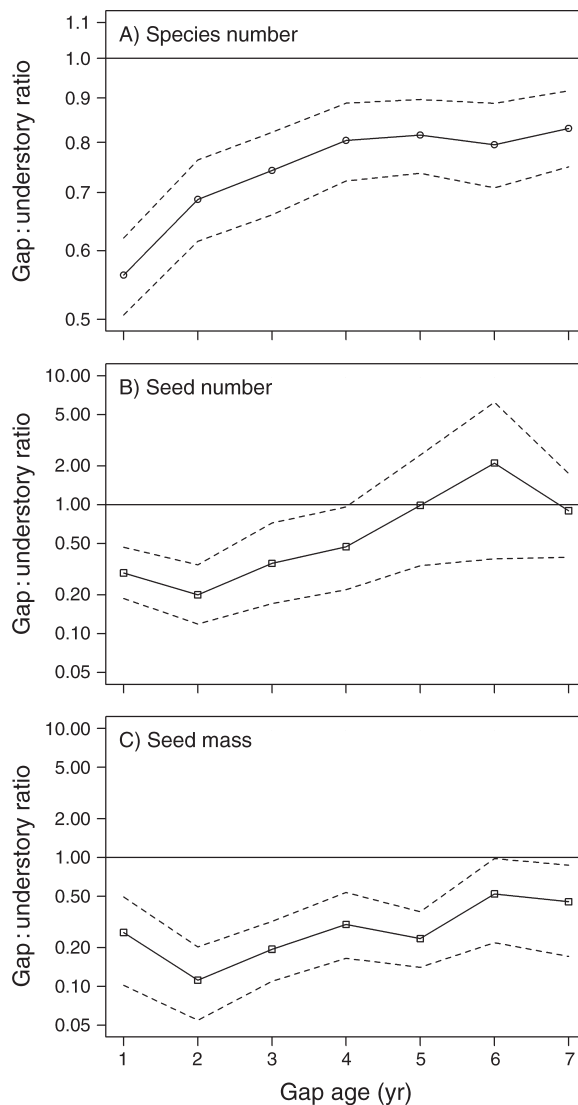 A) Species number
1.1
1.0
0.9
0.8
0.7
0.6
0.5
Gap : understory ratio
B) Seed number
10.00
5.00
2.00
1.00
0.50
0.20
0.10
0.05
Gap : understory ratio
C) Seed mass
10.00
5.00
2.00
1.00
0.50
0.20
0.10
0.05
Gap : understory ratio
1 2 3 4 5 6 7
Gap age (yr)